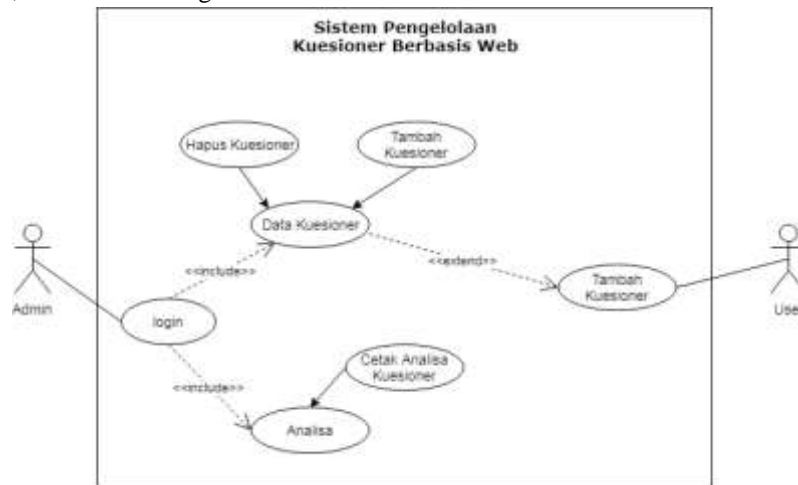 Sistem Pengelolaan
Kuesioner Berbasis Web
Hapus Kuesioner
Tambah
Kuesioner
Data Kuesioner
<<include>>
<<extend>>
Tambah
Kuesioner
Admin
Use
login
<<include>>
Cetak Analisa
Kuesioner
Analisa